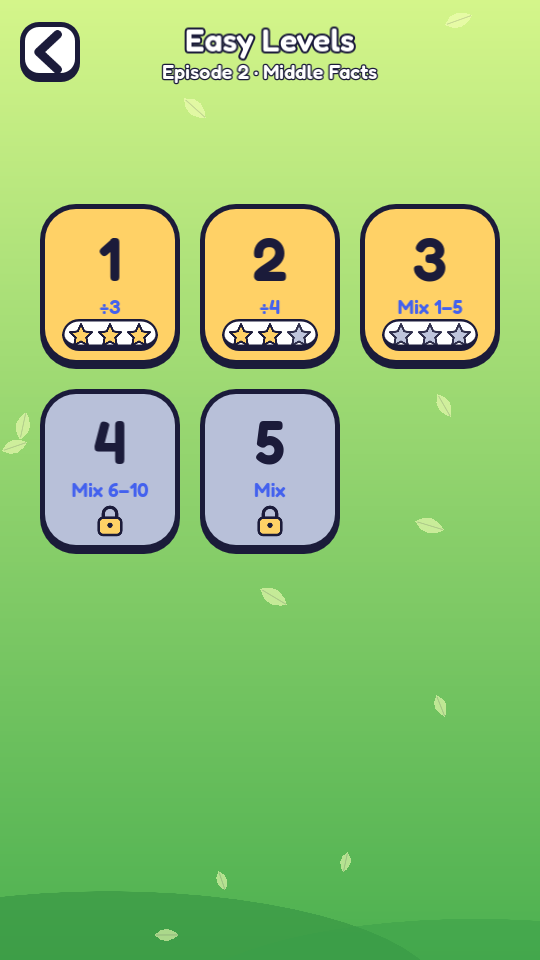 Easy Levels
Episode 2 · Middle Facts
1
÷3
2
÷4
3
Mix 1–5
4
Mix 6–10
5
Mix